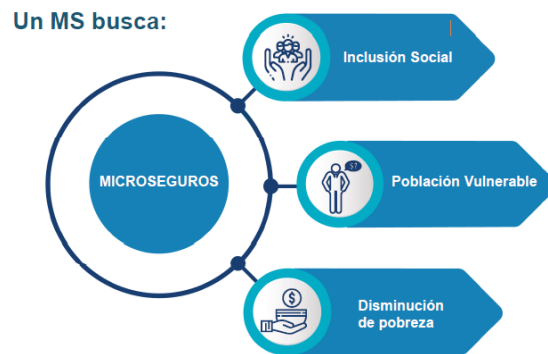 Un MS busca:
Inclusión Social
MICROSEGUROS
Población Vulnerable
$
Disminución
de pobreza